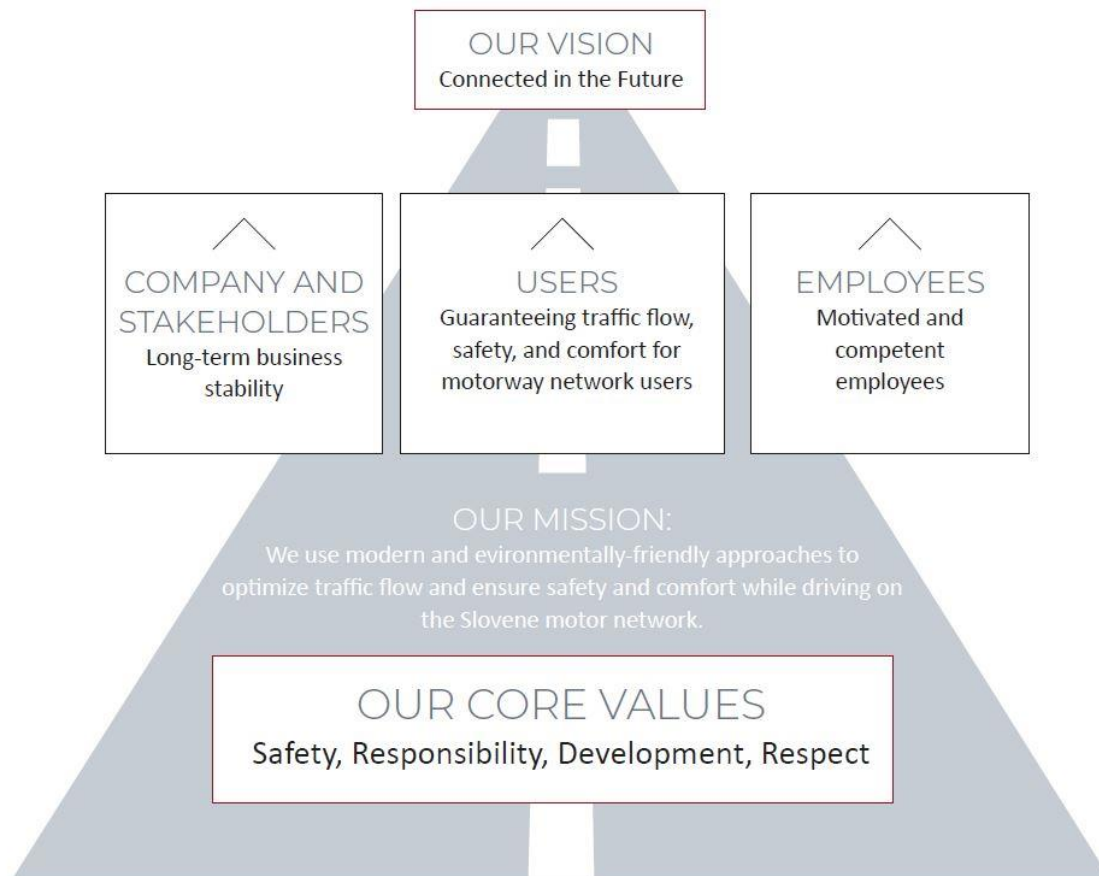 OUR VISION
Connected in the Future
COMPANY AND
STAKEHOLDERS
Long-term business
stability
USERS
Guaranteeing traffic flow,
safety, and comfort for
motorway network users
EMPLOYEES
Motivated and
competent
employees
OUR MISSION:
We use modern and evironmentally-friendly approaches to
optimize traffic flow and ensure safety and comfort while driving on
the Slovene motor network.
OUR CORE VALUES
Safety, Responsibility, Development, Respect